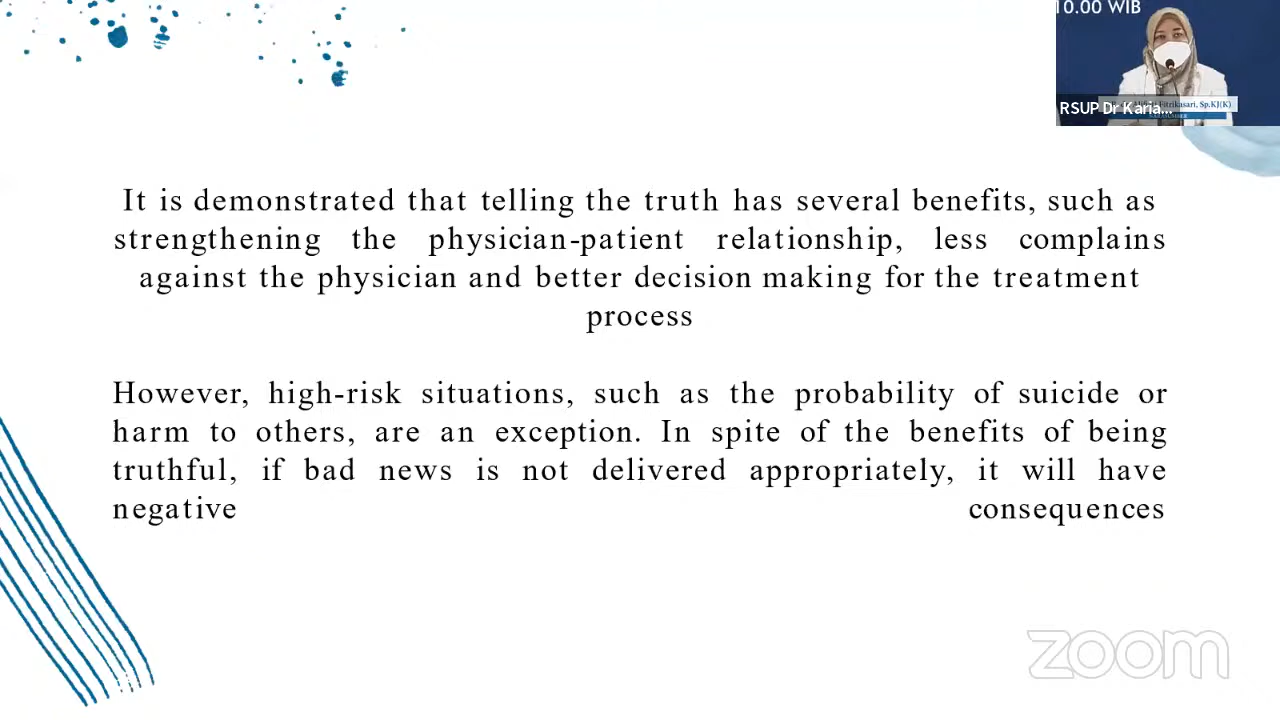 10.00 WIB
Fitrikasari, Sp.KJ(K)
RSUP Dr Karia...
It is demonstrated that telling the truth has several benefits, such as
strengthening the physician-patient relationship, less complains
against the physician and better decision making for the treatment
process
However, high-risk situations, such as the probability of suicide or
harm to others, are an exception. In spite of the benefits of being
truthful, if bad news is not delivered appropriately, it will have
negative consequences
zoom